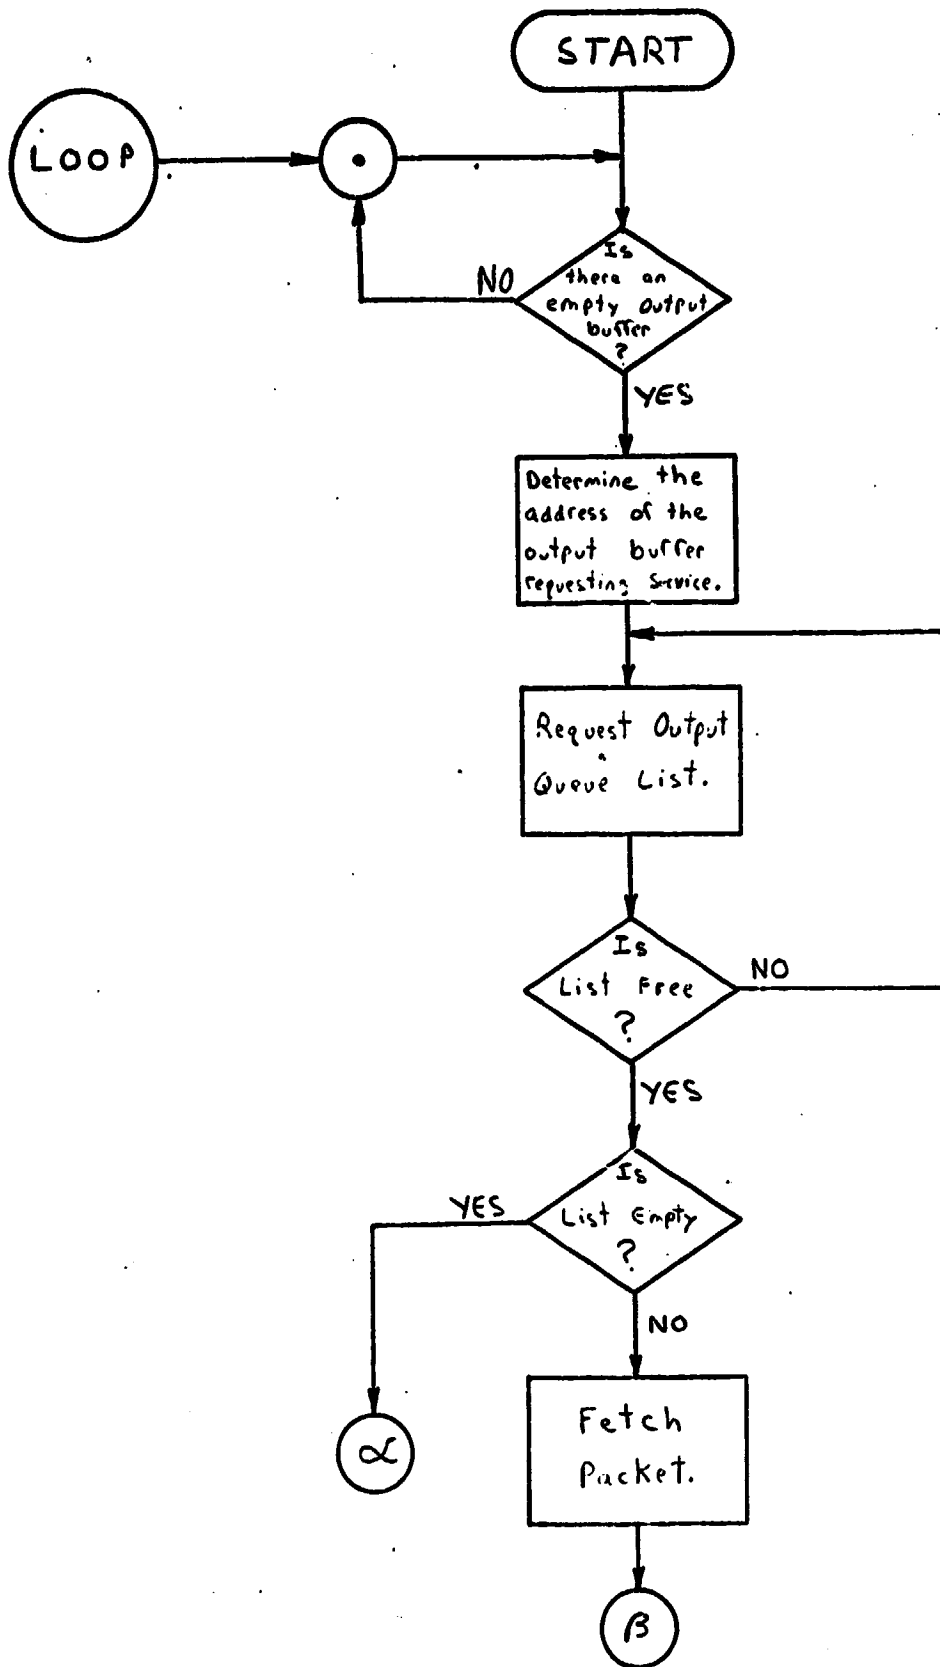 START
LOOP
Is
there an
empty output
buffer
?
NO
YES
Determine the
address of the
output buffer
requesting Service.
Request Output
Queue List.
Is
List Free
?
NO
YES
Is
List Empty
?
YES
NO
α
Fetch
Packet.
β